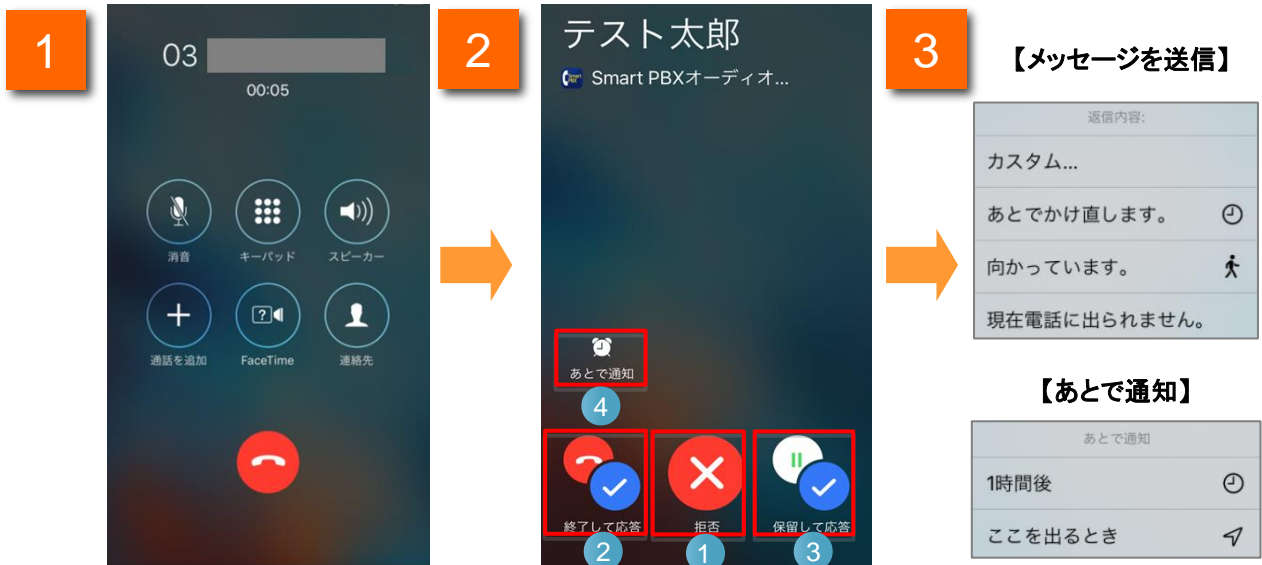 1
03
00:05
消音
キーパッド
スピーカー
通話を追加
FaceTime
連絡先
2
テスト太郎
Smart PBXオーディオ...
あとで通知
4
終了して応答
拒否
保留して応答
2
1
3
3
【メッセージを送信】
返信内容:
カスタム...
あとでかけ直します。
向かっています。
現在電話に出られません。
【あとで通知】
あとで通知
1時間後
ここを出るとき